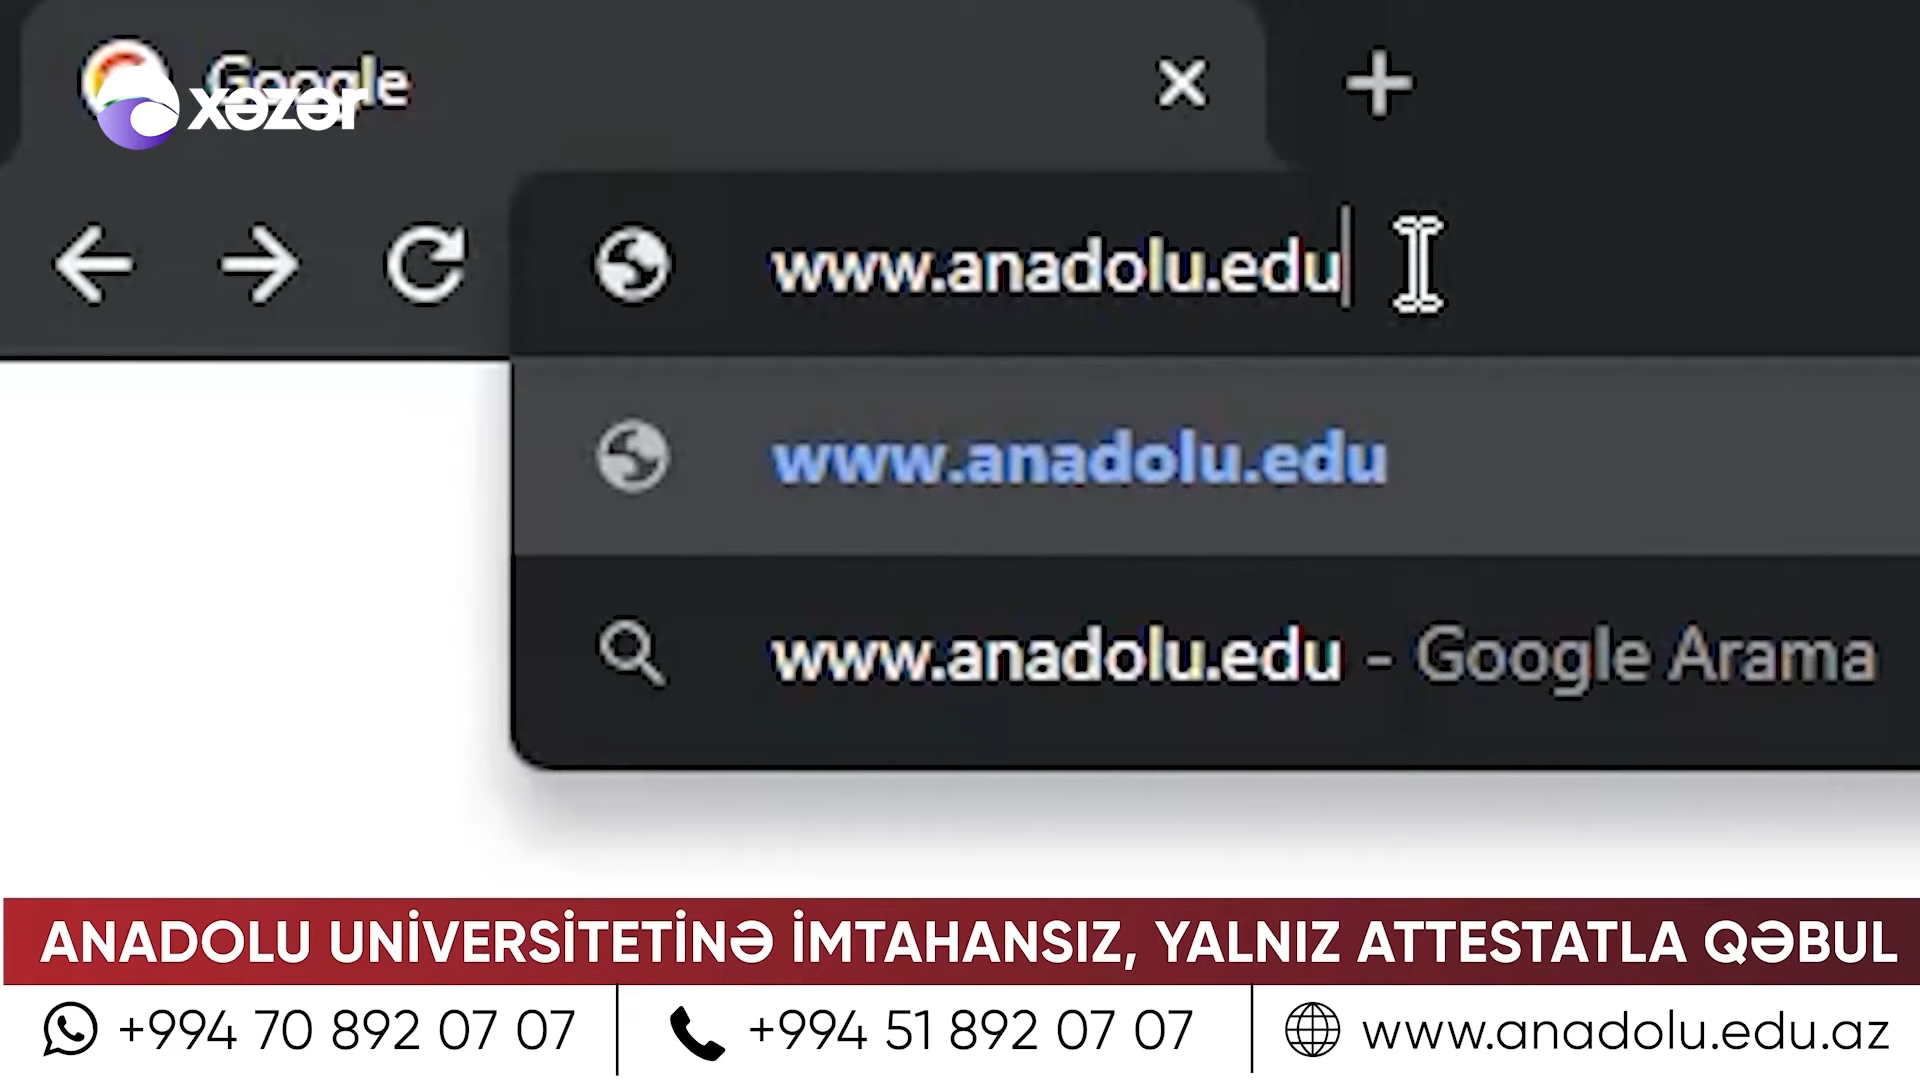 Google
xəzər
www.anadolu.edu
www.anadolu.edu
www.anadolu.edu - Google Arama
ANADOLU UNİVERSİTETİNƏ İMTAHANSIZ, YALNIZ ATTESTATLA QƏBUL
+994 70 892 07 07
+994 51 892 07 07
www.anadolu.edu.az